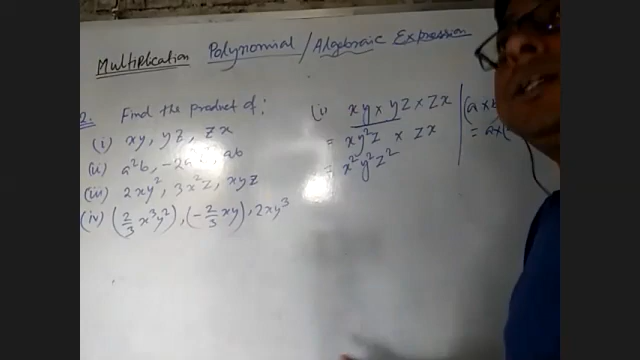 Multiplication Polynomial / Algebraic Expression
2. Find the product of:
(i) xy, yz, zx
(ii) a²b, -2a , ab
(iii) 2xy², 3x²z, xyz
(iv) (2/3 x³y²), (-2/3 xy), 2xy³
(i) xy × yz × zx
= xy²z × zx
= x²y²z²
(a×
= a×(